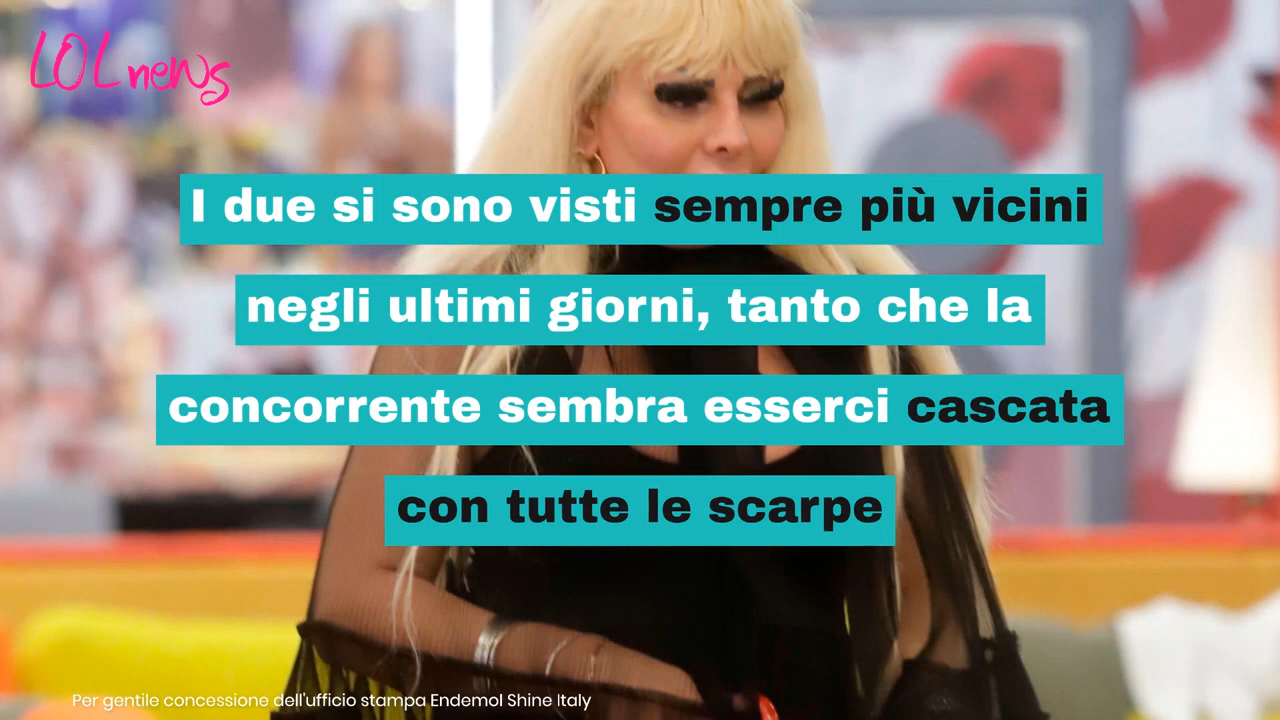 LOL news
I due si sono visti sempre più vicini
negli ultimi giorni, tanto che la
concorrente sembra esserci cascata
con tutte le scarpe
Per gentile concessione dell'ufficio stampa Endemol Shine Italy